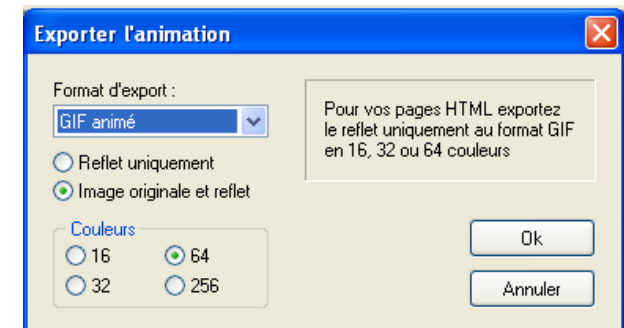 Exporter l'animation
Format d'export :
GIF animé
Reflet uniquement
Image originale et reflet
Couleurs
16
64
32
256
Pour vos pages HTML exportez
le reflet uniquement au format GIF
en 16, 32 ou 64 couleurs
Ok
Annuler